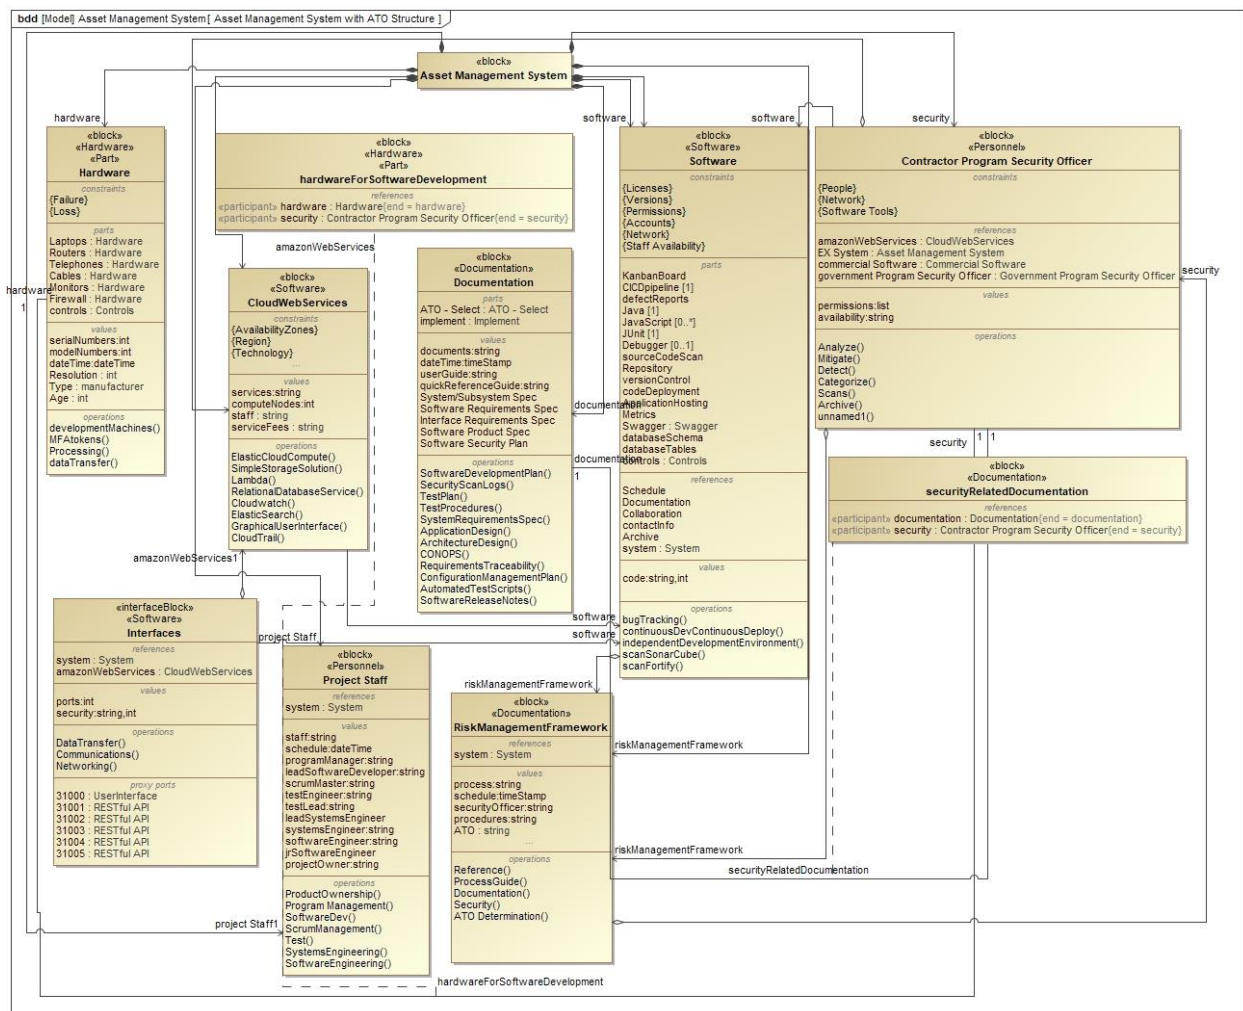 bdd [Model] Asset Management System[ Asset Management System with ATO Structure ]
«block»
Asset Management System
hardware
software
software
security
«block»
«Hardware»
«Part»
Hardware
constraints
{Failure}
{Loss}
parts
Laptops : Hardware
Routers : Hardware
Telephones : Hardware
Cables : Hardware
Monitors : Hardware
Firewall : Hardware
controls : Controls
values
serialNumbers:int
modelNumbers:int
dateTime:dateTime
Resolution : int
Type : manufacturer
Age : int
operations
developmentMachines()
MFAtokens()
Processing()
dataTransfer()
hardware
1
«block»
«Hardware»
«Part»
hardwareForSoftwareDevelopment
references
«participant» hardware : Hardware{end = hardware}
«participant» security : Contractor Program Security Officer{end = security}
amazonWebServices
«block»
«Software»
CloudWebServices
constraints
{AvailabilityZones}
{Region}
{Technology}
...
values
services:string
computeNodes:int
staff : string
serviceFees : string
operations
ElasticCloudCompute()
SimpleStorageSolution()
Lambda()
RelationalDatabaseService()
Cloudwatch()
ElasticSearch()
GraphicalUserInterface()
CloudTrail()
amazonWebServices1
«block»
«Documentation»
Documentation
parts
ATO - Select : ATO - Select
implement : Implement
values
documents:string
dateTime:timeStamp
userGuide:string
quickReferenceGuide:string
System/Subsystem Spec
Software Requirements Spec
Interface Requirements Spec
Software Product Spec
Software Security Plan
operations
SoftwareDevelopmentPlan()
SecurityScanLogs()
TestPlan()
TestProcedures()
SystemRequirementsSpec()
ApplicationDesign()
ArchitectureDesign()
CONOPS()
RequirementsTraceability()
ConfigurationManagementPlan()
AutomatedTestScripts()
SoftwareReleaseNotes()
documentation
documentation
1
«block»
«Software»
Software
constraints
{Licenses}
{Versions}
{Permissions}
{Accounts}
{Network}
{Staff Availability}
parts
KanbanBoard
CICDpipeline [1]
defectReports
Java [1]
JavaScript [0..*]
JUnit [1]
Debugger [0..1]
sourceCodeScan
Repository
versionControl
codeDeployment
ApplicationHosting
Metrics
Swagger : Swagger
databaseSchema
databaseTables
controls : Controls
references
Schedule
Documentation
Collaboration
contactInfo
Archive
system : System
values
code:string,int
operations
bugTracking()
continuousDevContinuousDeploy()
independentDevelopmentEnvironment()
scanSonarCube()
scanFortify()
«block»
«Personnel»
Contractor Program Security Officer
constraints
{People}
{Network}
{Software Tools}
references
amazonWebServices : CloudWebServices
EX System : Asset Management System
commercial Software : Commercial Software
government Program Security Officer : Government Program Security Officer
values
permissions:list
availability:string
operations
Analyze()
Mitigate()
Detect()
Categorize()
Scans()
Archive()
unnamed1()
security
security
1 1
«block»
«Documentation»
securityRelatedDocumentation
references
«participant» documentation : Documentation{end = documentation}
«participant» security : Contractor Program Security Officer{end = security}
«interfaceBlock»
«Software»
Interfaces
references
system : System
amazonWebServices : CloudWebServices
values
ports:int
security:string,int
operations
DataTransfer()
Communications()
Networking()
proxy ports
31000 : UserInterface
31001 : RESTful API
31002 : RESTful API
31003 : RESTful API
31004 : RESTful API
31005 : RESTful API
project Staff
software
software
«block»
«Personnel»
Project Staff
references
system : System
values
staff:string
schedule:dateTime
programManager:string
leadSoftwareDeveloper:string
scrumMaster:string
testEngineer:string
testLead:string
leadSystemsEngineer
systemsEngineer:string
softwareEngineer:string
jrSoftwareEngineer
projectOwner:string
operations
ProductOwnership()
Program Management()
SoftwareDev()
ScrumManagement()
Test()
SystemsEngineering()
SoftwareEngineering()
project Staff1
riskManagementFramework
«block»
«Documentation»
RiskManagementFramework
references
system : System
values
process:string
schedule:timeStamp
securityOfficer:string
procedures:string
ATO : string
...
operations
Reference()
ProcessGuide()
Documentation()
Security()
ATO Determination()
riskManagementFramework
riskManagementFramework
securityRelatedDocumentation
hardwareForSoftwareDevelopment